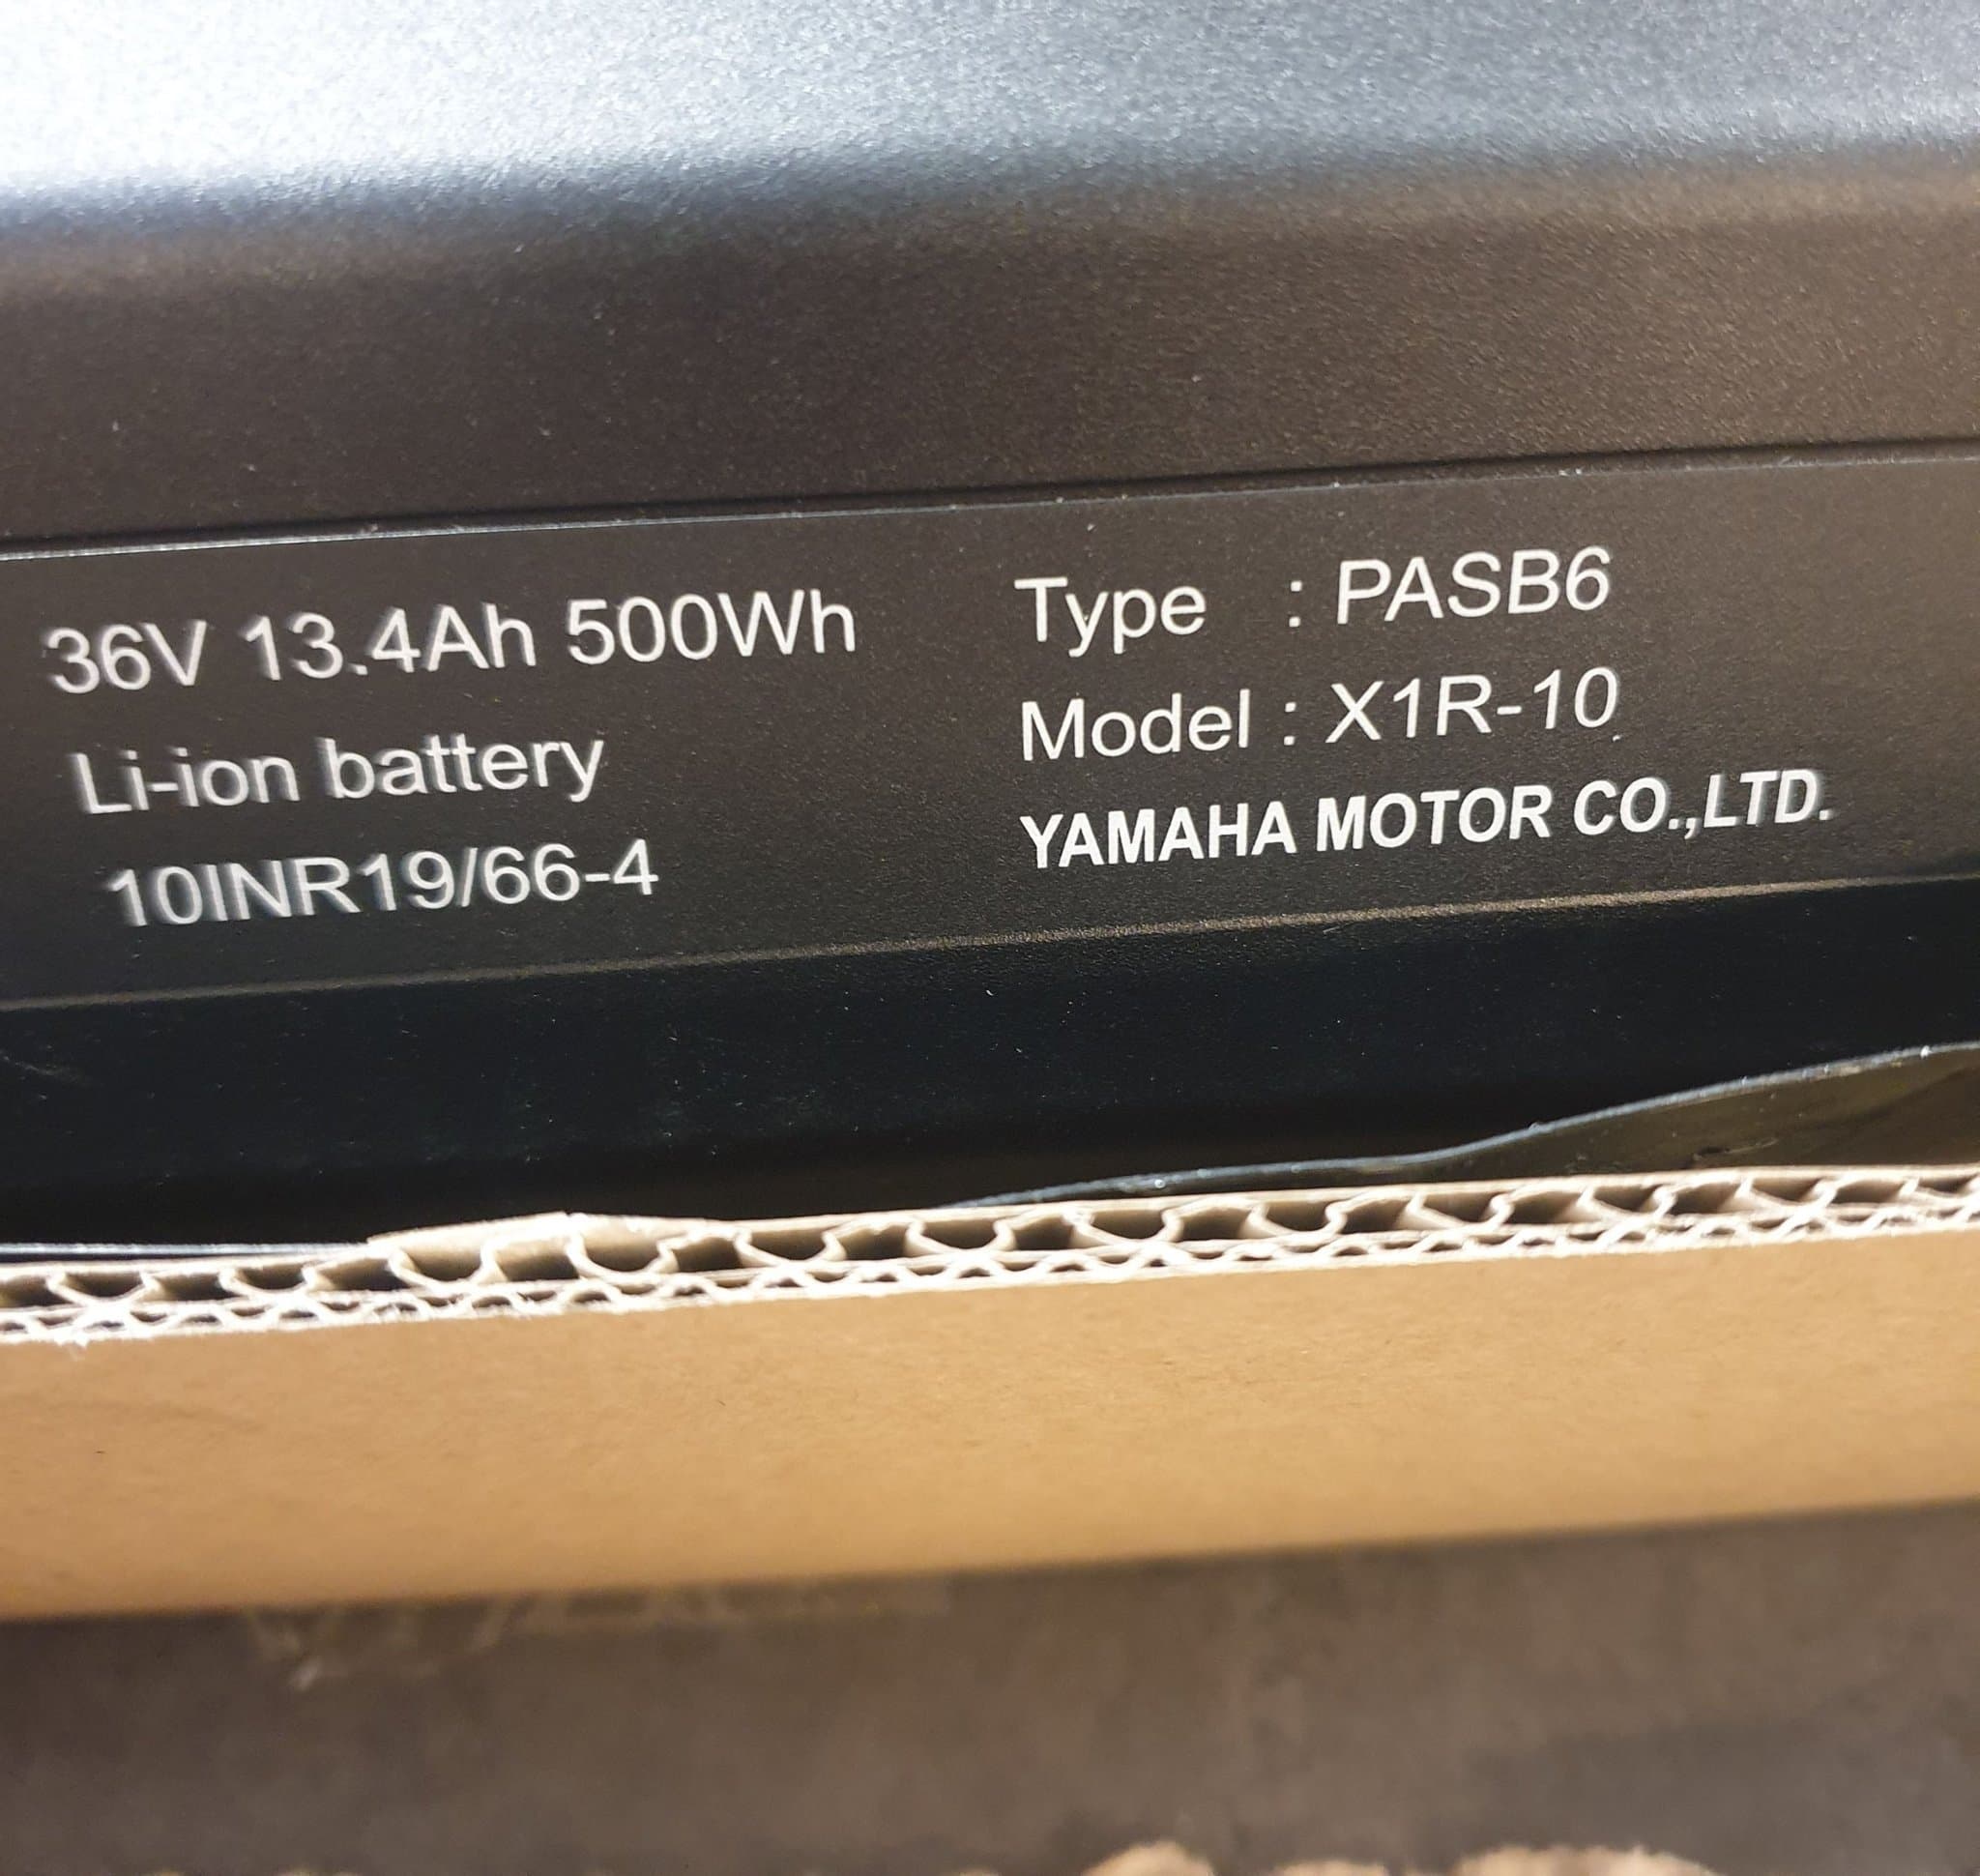 36V 13.4Ah 500Wh
Li-ion battery
10INR19/66-4
Type : PASB6
Model : X1R-10
YAMAHA MOTOR CO.,LTD.